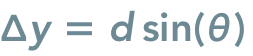 Δy = d sin(θ)